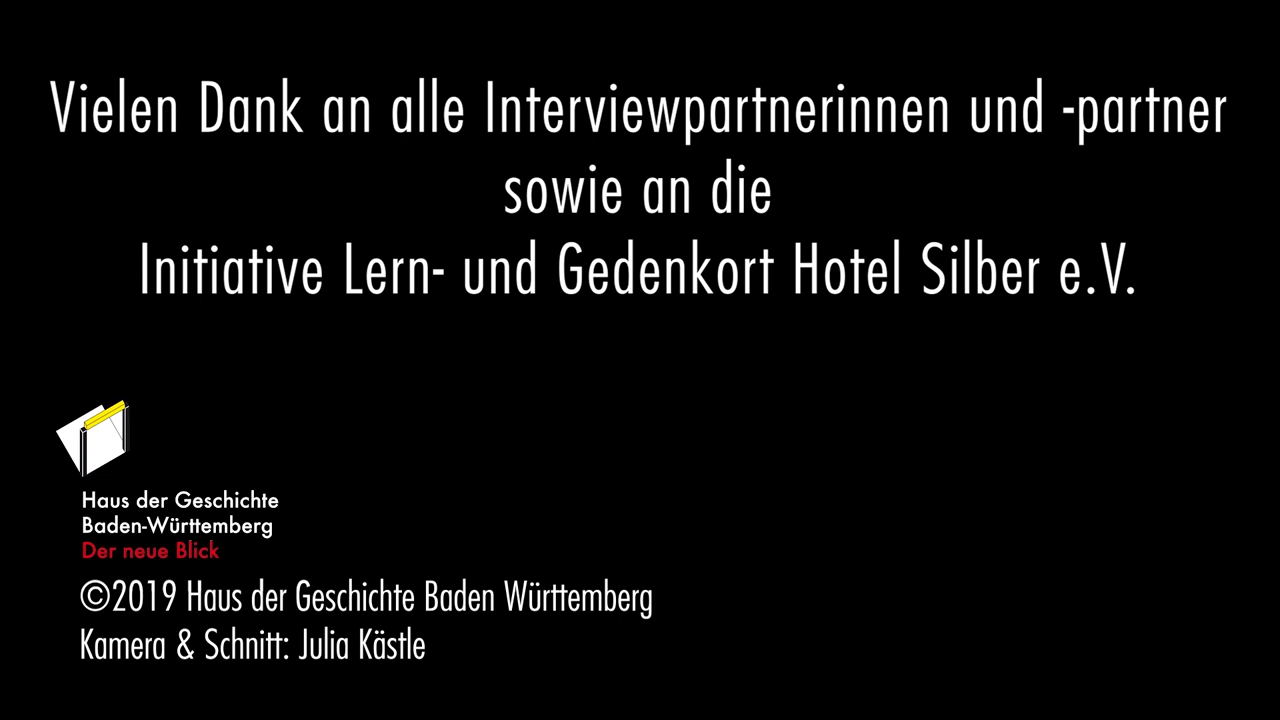 Vielen Dank an alle Interviewpartnerinnen und -partner
sowie an die
Initiative Lern- und Gedenkort Hotel Silber e.V.
Haus der Geschichte
Baden-Württemberg
Der neue Blick
©2019 Haus der Geschichte Baden Württemberg
Kamera & Schnitt: Julia Kästle